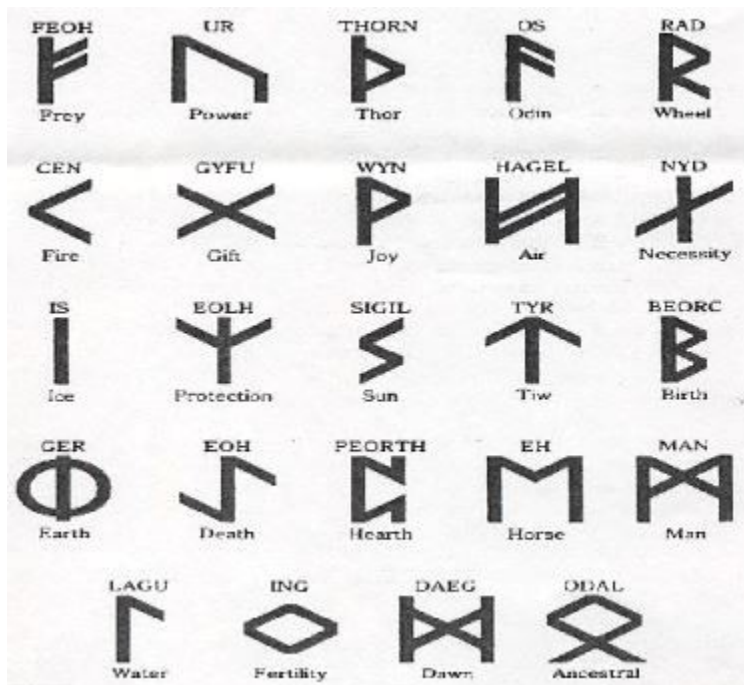 FEOH UR THORN OS RAD
Frey Power Thor Odin Wheel
CEN GYFU WYN HAGEL NYD
Fire Gift Joy Air Necessity
IS EOLH SIGIL TYR BEORC
Ice Protection Sun Tiw Birth
GER EOH PEORTH EH MAN
Earth Death Hearth Horse Man
LAGU ING DAEG ODAL
Water Fertility Dawn Ancestral